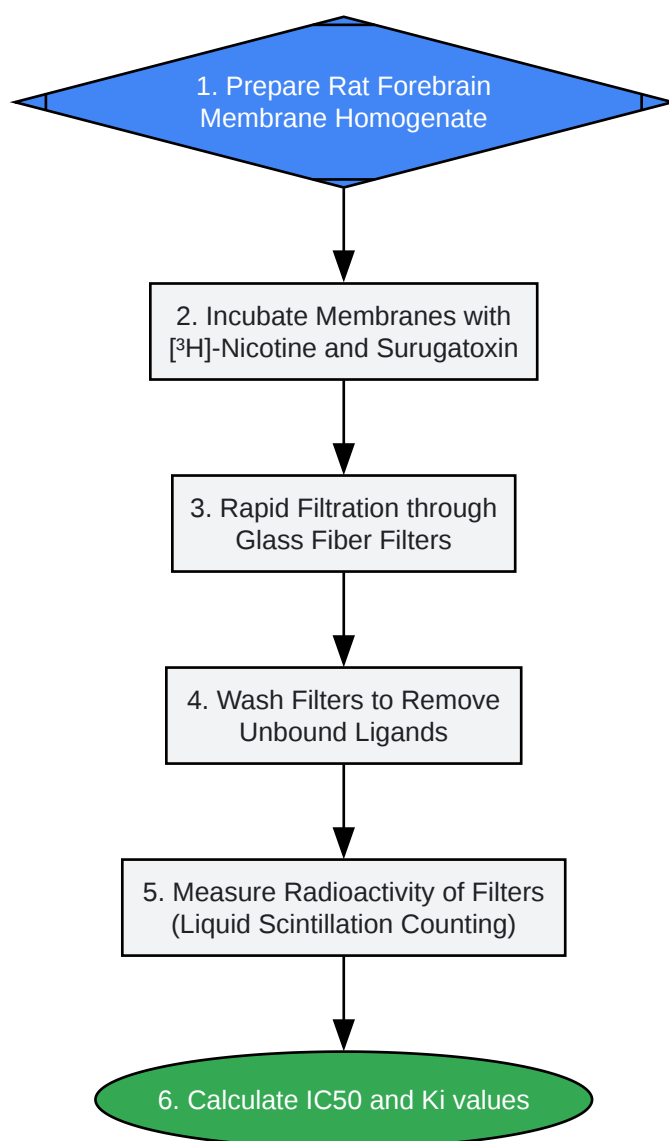 1. Prepare Rat Forebrain
Membrane Homogenate
2. Incubate Membranes with
[³H]-Nicotine and Surugatoxin
3. Rapid Filtration through
Glass Fiber Filters
4. Wash Filters to Remove
Unbound Ligands
5. Measure Radioactivity of Filters
(Liquid Scintillation Counting)
6. Calculate IC50 and Ki values